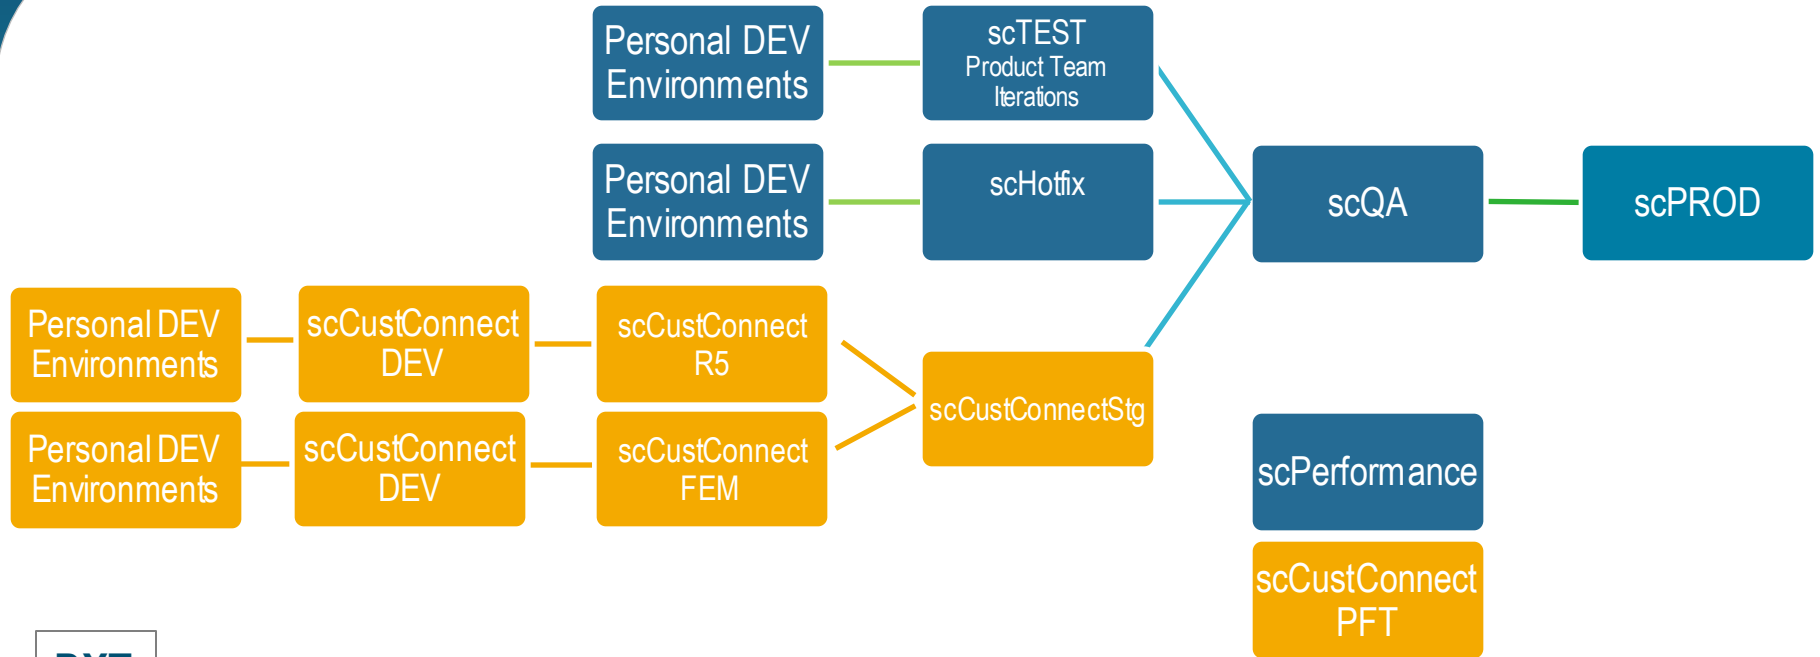 Personal DEV
Environments
scTEST
Product Team
Iterations
Personal DEV
Environments
scHotfix
scQA
scPROD
Personal DEV
Environments
scCustConnect
DEV
scCustConnect
R5
scCustConnectStg
Personal DEV
Environments
scCustConnect
DEV
scCustConnect
FEM
scPerformance
scCustConnect
PFT